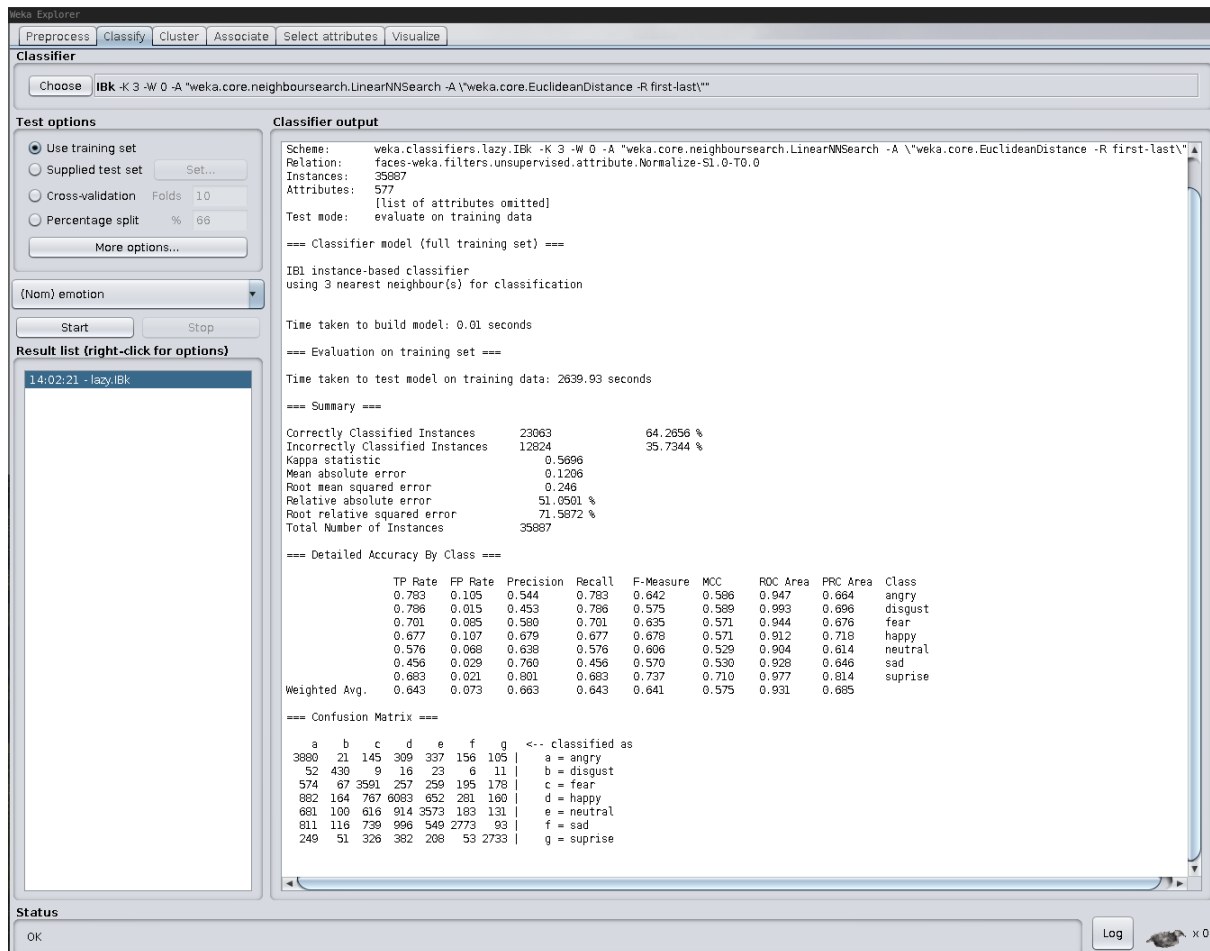 Weka Explorer
Preprocess Classify Cluster Associate Select attributes Visualize
Classifier
Choose IBk -K 3 -W 0 -A "weka.core.neighboursearch.LinearNNSearch -A \"weka.core.EuclideanDistance -R first-last\""
Test options
Use training set
Supplied test set Set...
Cross-validation Folds 10
Percentage split % 66
More options...
(Nom) emotion
Start Stop
Result list (right-click for options)
14:02:21 - lazy.IBk
Classifier output
Scheme: weka.classifiers.lazy.IBk -K 3 -W 0 -A "weka.core.neighboursearch.LinearNNSearch -A \"weka.core.EuclideanDistance -R first-last\"
Relation: faces-weka.filters.unsupervised.attribute.Normalize-S1.0-T0.0
Instances: 35887
Attributes: 577
[list of attributes omitted]
Test mode: evaluate on training data
=== Classifier model (full training set) ===
IB1 instance-based classifier
using 3 nearest neighbour(s) for classification
Time taken to build model: 0.01 seconds
=== Evaluation on training set ===
Time taken to test model on training data: 2639.93 seconds
=== Summary ===
Correctly Classified Instances 23063 64.2656 %
Incorrectly Classified Instances 12824 35.7344 %
Kappa statistic 0.5696
Mean absolute error 0.1206
Root mean squared error 0.246
Relative absolute error 51.0501 %
Root relative squared error 71.5872 %
Total Number of Instances 35887
=== Detailed Accuracy By Class ===
TP Rate FP Rate Precision Recall F-Measure MCC ROC Area PRC Area Class
0.783 0.105 0.544 0.783 0.642 0.586 0.947 0.664 angry
0.786 0.015 0.453 0.786 0.575 0.589 0.993 0.696 disgust
0.701 0.085 0.580 0.701 0.635 0.571 0.944 0.676 fear
0.677 0.107 0.679 0.677 0.678 0.571 0.912 0.718 happy
0.576 0.068 0.638 0.576 0.606 0.529 0.904 0.614 neutral
0.456 0.029 0.760 0.456 0.570 0.530 0.928 0.646 sad
0.683 0.021 0.801 0.683 0.737 0.710 0.977 0.814 suprise
Weighted Avg. 0.643 0.073 0.663 0.643 0.641 0.575 0.931 0.685
=== Confusion Matrix ===
a b c d e f g <-- classified as
3880 21 145 309 337 156 105 | a = angry
52 430 9 16 23 6 11 | b = disgust
574 67 3591 257 259 195 178 | c = fear
882 164 767 6083 652 281 160 | d = happy
681 100 616 914 3573 183 131 | e = neutral
811 116 739 996 549 2773 93 | f = sad
249 51 326 382 208 53 2733 | g = suprise
Status
OK
Log x 0